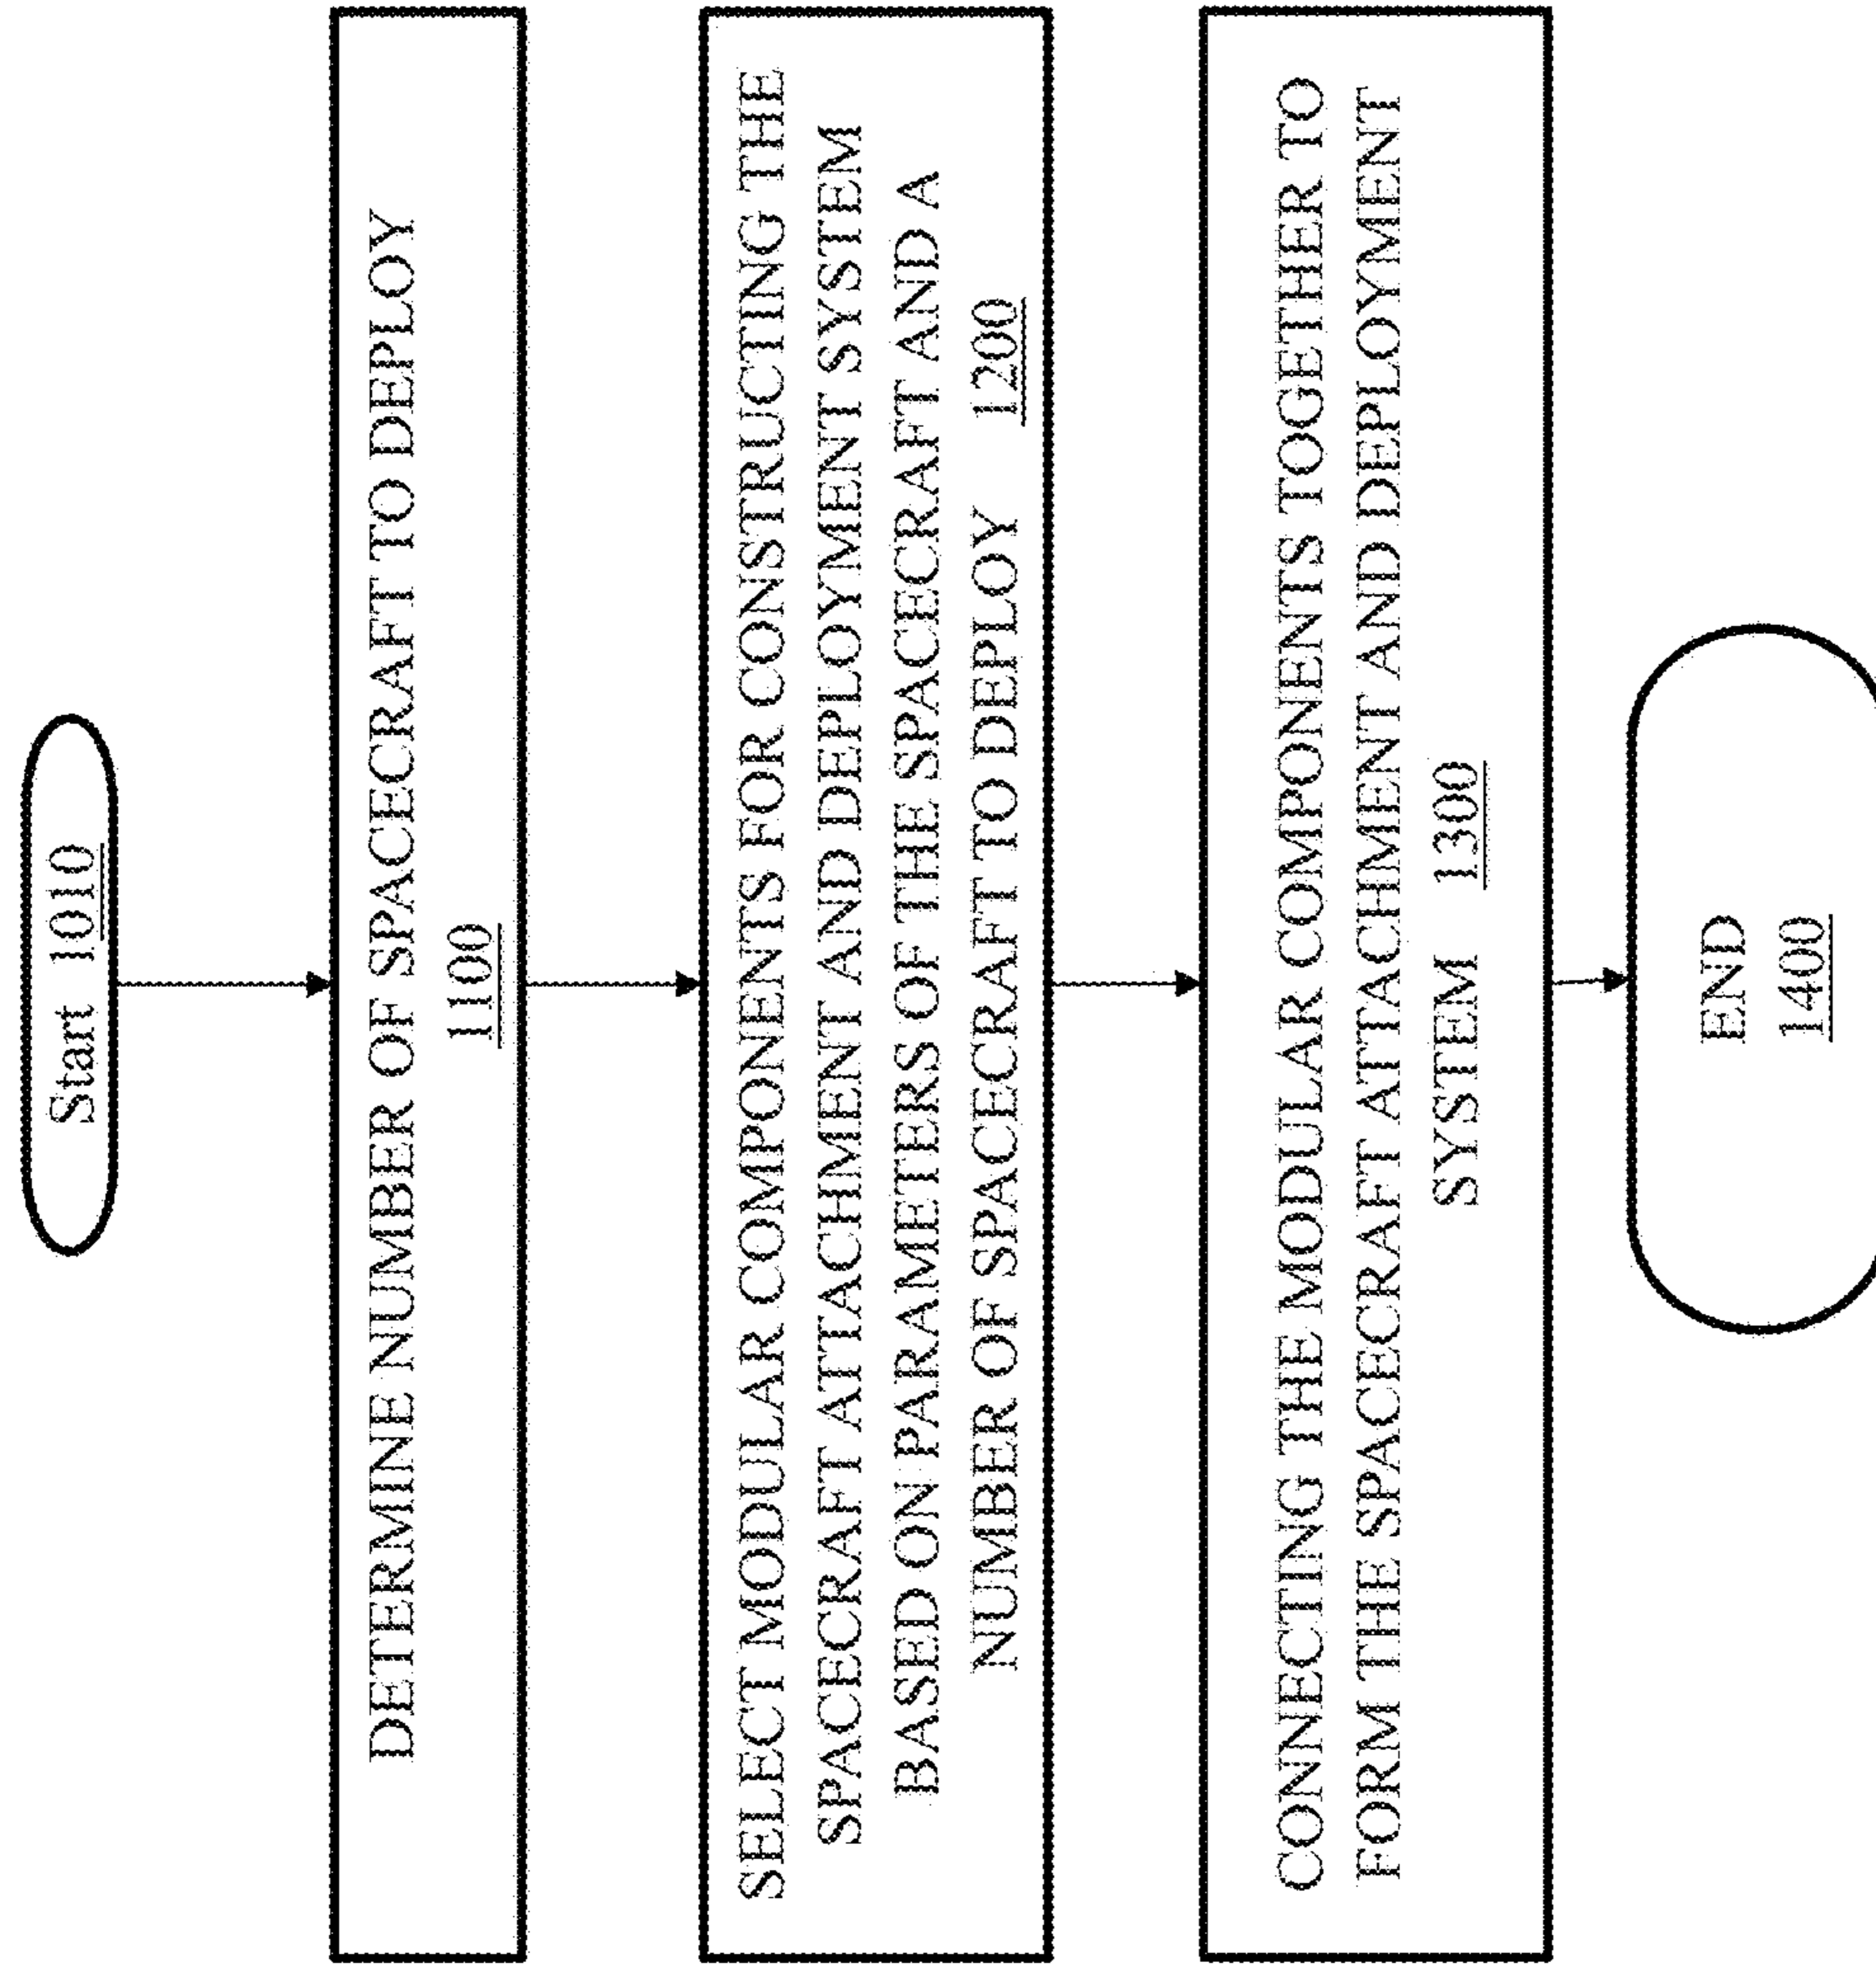 Start 1010
DETERMINE NUMBER OF SPACECRAFT TO DEPLOY
1100
SELECT MODULAR COMPONENTS FOR CONSTRUCTING THE
SPACECRAFT ATTACHMENT AND DEPLOYMENT SYSTEM
BASED ON PARAMETERS OF THE SPACECRAFT AND A
NUMBER OF SPACECRAFT TO DEPLOY 1200
CONNECTING THE MODULAR COMPONENTS TOGETHER TO
FORM THE SPACECRAFT ATTACHMENT AND DEPLOYMENT
SYSTEM 1300
END
1400